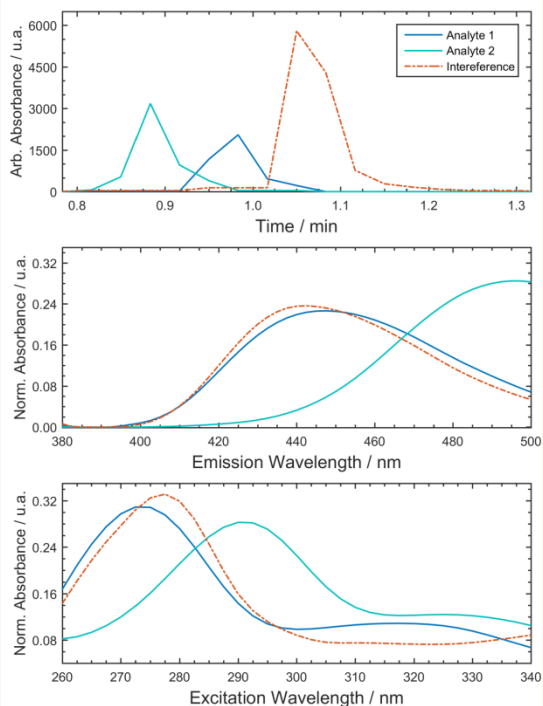 Arb. Absorbance / u.a.
6000
4500
3000
1500
0
Analyte 1
Analyte 2
Intereference
0.8 0.9 1.0 1.1 1.2 1.3
Time / min
Norm. Absorbance / u.a.
0.32
0.24
0.16
0.08
0.00
380 400 420 440 460 480 500
Emission Wavelength / nm
Norm. Absorbance / u.a.
0.32
0.24
0.16
0.08
260 270 280 290 300 310 320 330 340
Excitation Wavelength / nm